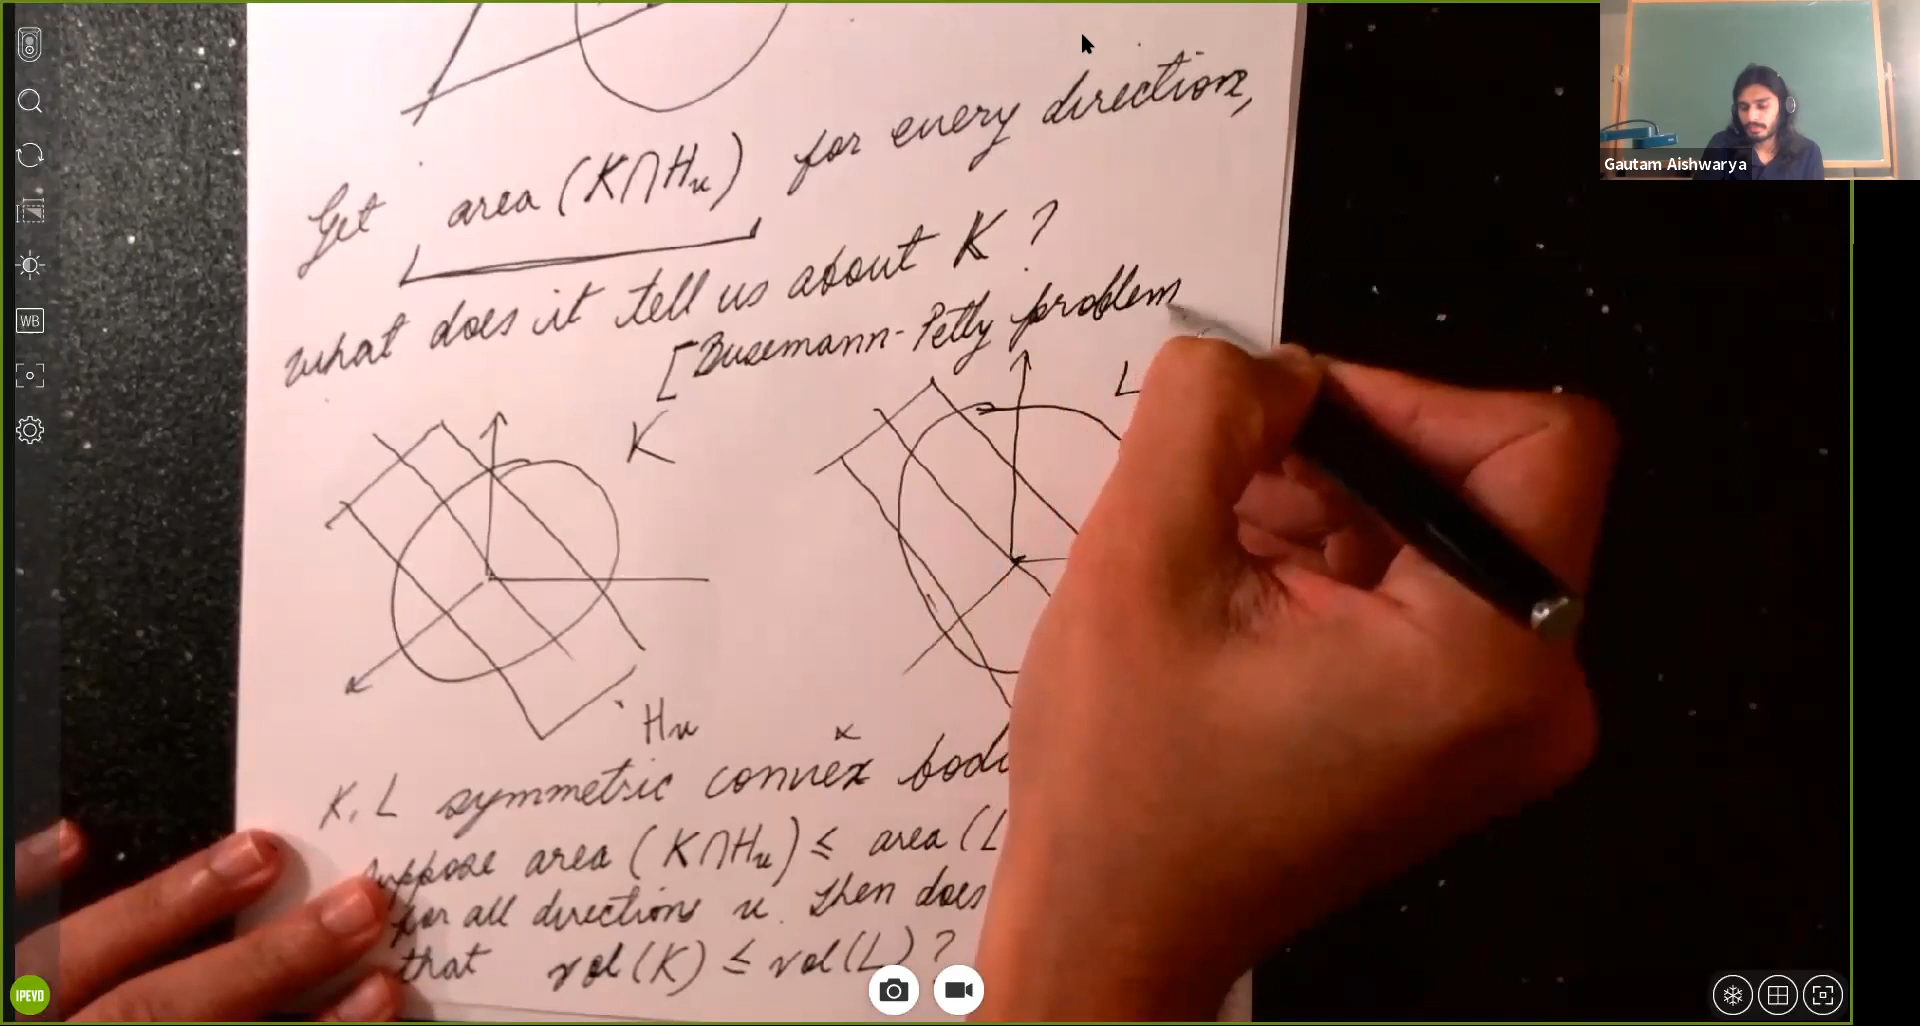 Get area (K∩Hu) for every direction,
what does it tell us about K?
[Busemann-Petty problem
K
L
Hu
K, L symmetric convex bodi
Suppose area (K∩Hu) ≤ area (L
for all directions u. Then does
that vol(K) ≤ vol(L)?
Gautam Aishwarya
WB
IPEVO